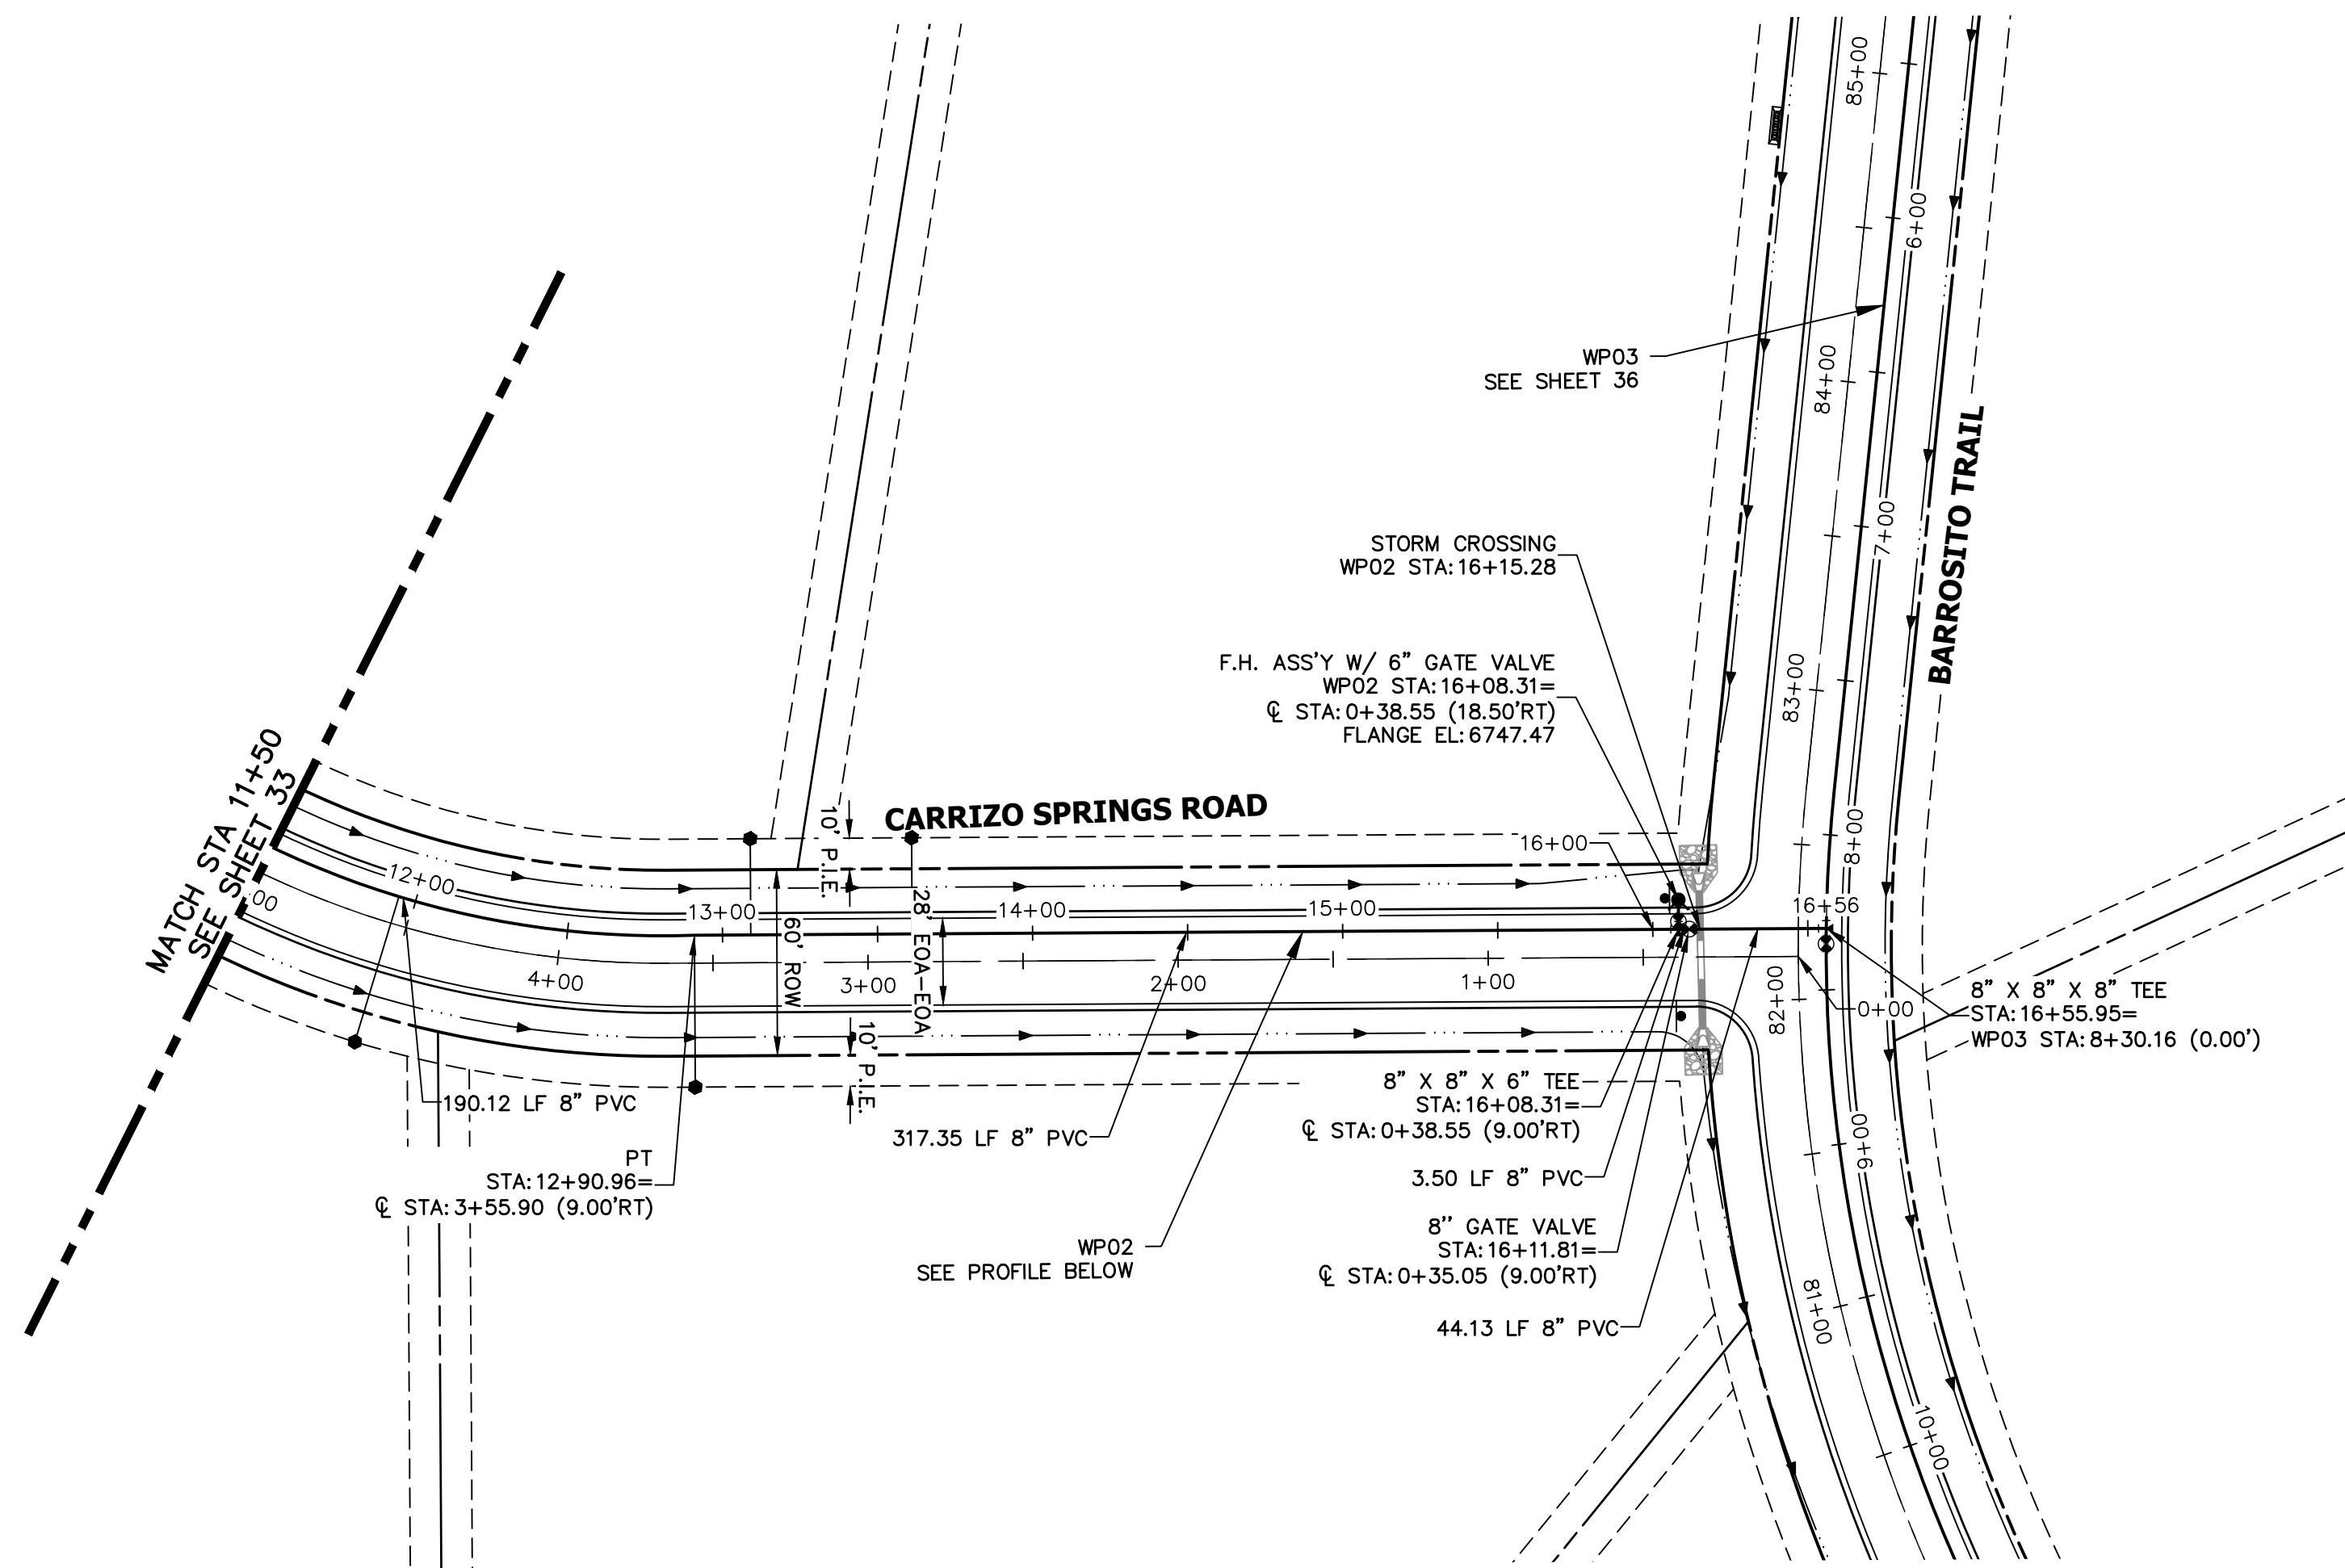 85+00
6+00
WP03
SEE SHEET 36
84+00
7+00
BARROSITO TRAIL
STORM CROSSING
WP02 STA:16+15.28
F.H. ASS'Y W/ 6" GATE VALVE
WP02 STA:16+08.31=
℄ STA:0+38.55 (18.50'RT)
FLANGE EL:6747.47
83+00
MATCH STA 11+50
SEE SHEET 33
CARRIZO SPRINGS ROAD
10' P.I.E.
16+00
8+00
12+00
:00
13+00
14+00
15+00
16+56
60' ROW
28' EOA-EOA
4+00
3+00
2+00
1+00
82+00
0+00
8" X 8" X 8" TEE
STA:16+55.95=
WP03 STA:8+30.16 (0.00')
10' P.I.E.
190.12 LF 8" PVC
317.35 LF 8" PVC
8" X 8" X 6" TEE
STA:16+08.31=
℄ STA:0+38.55 (9.00'RT)
9+00
PT
STA:12+90.96=
℄ STA:3+55.90 (9.00'RT)
3.50 LF 8" PVC
WP02
SEE PROFILE BELOW
8'' GATE VALVE
STA:16+11.81=
℄ STA:0+35.05 (9.00'RT)
44.13 LF 8" PVC
81+00
10+00